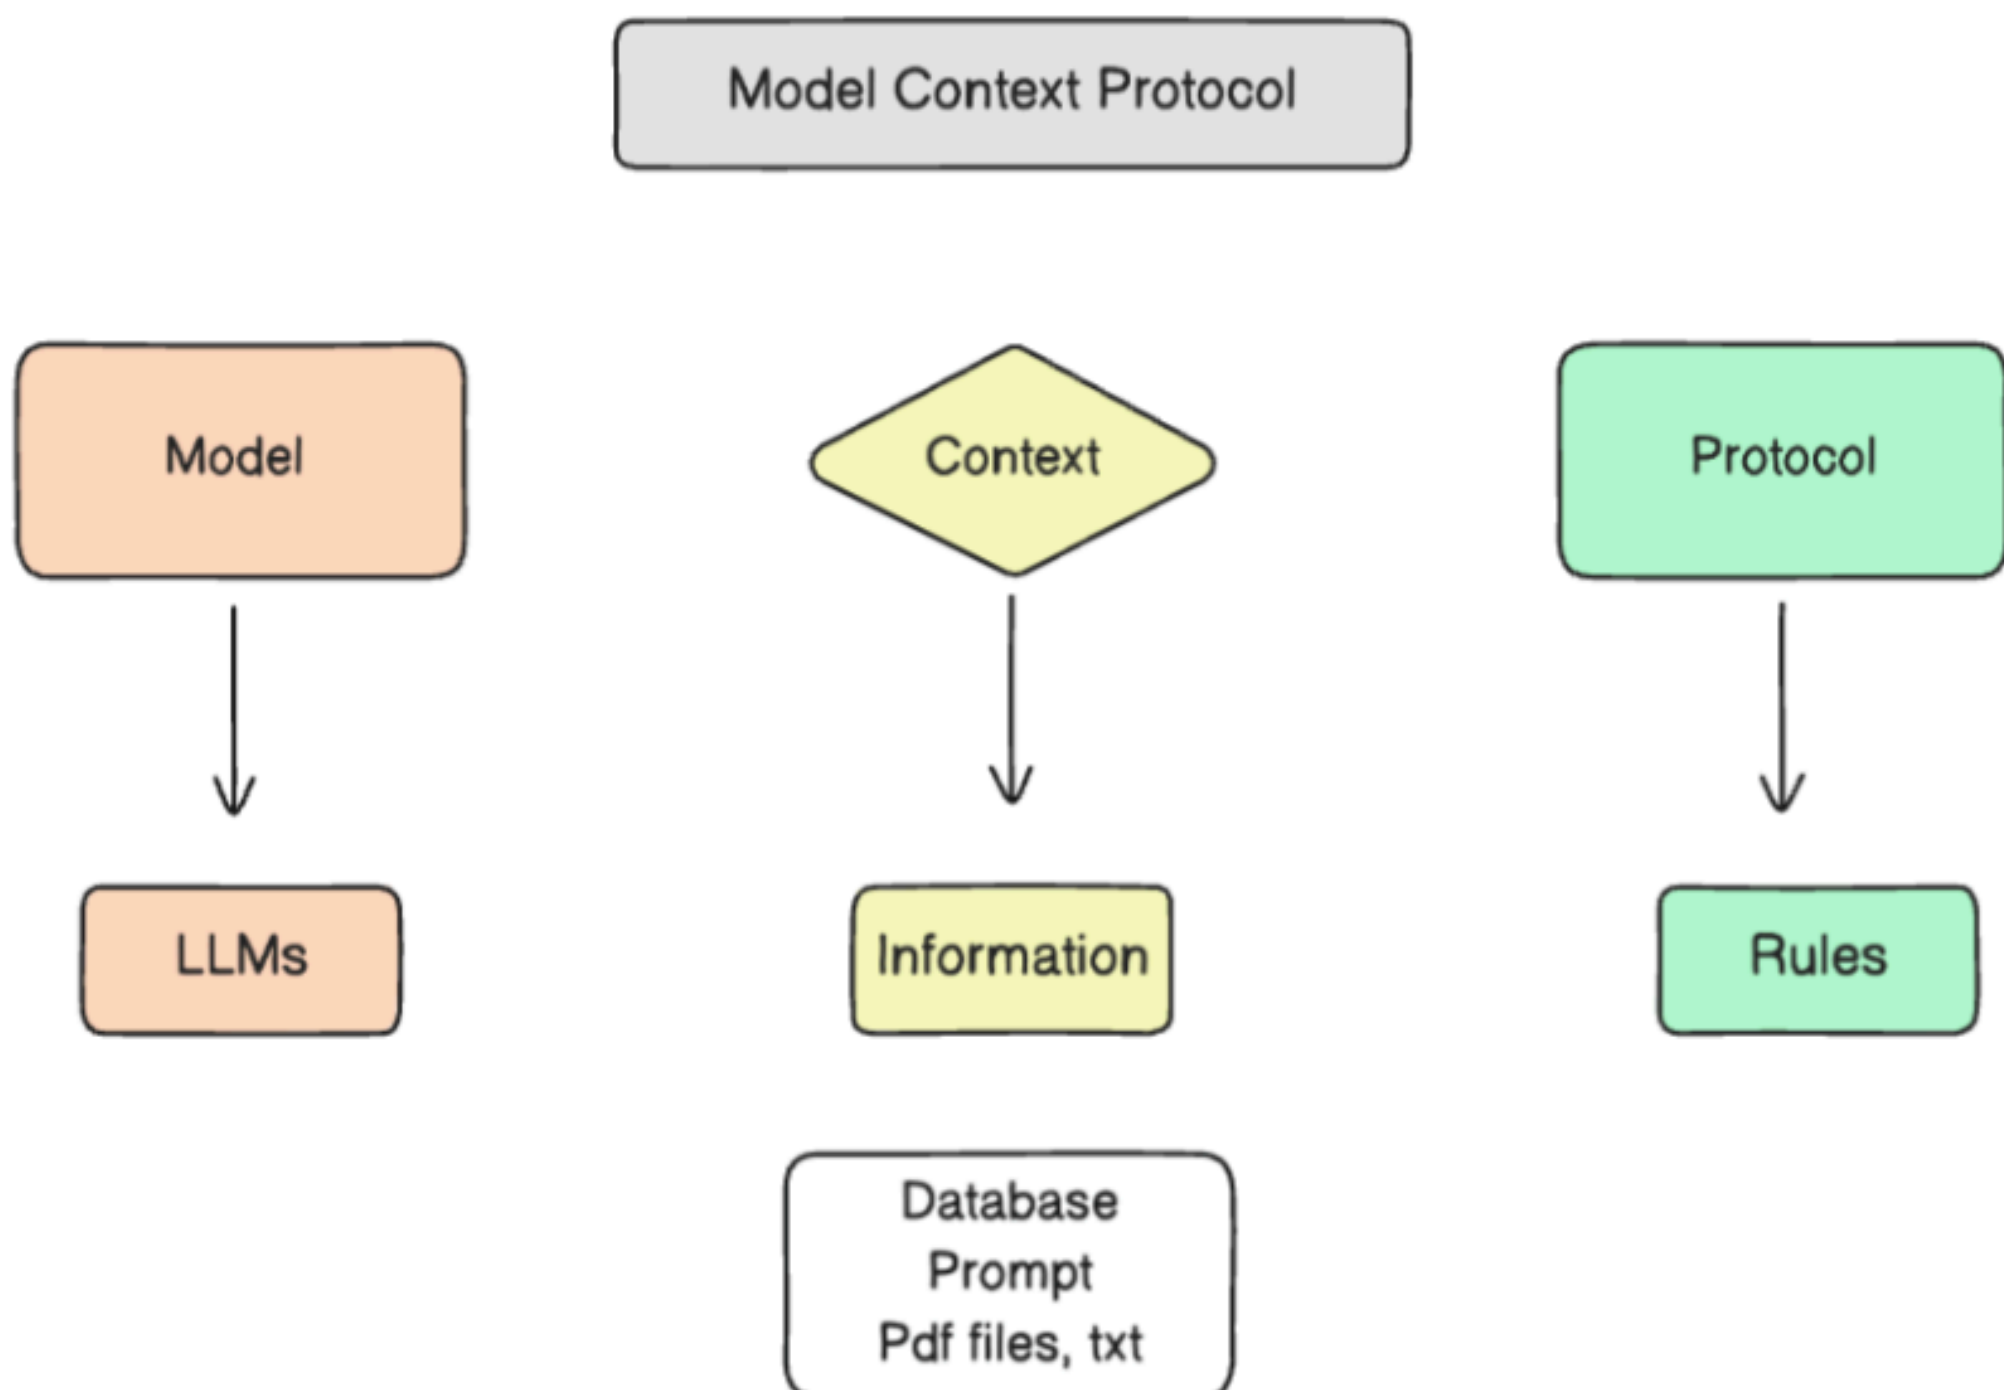 Model Context Protocol
Model
Context
Protocol
LLMs
Information
Rules
Database
Prompt
Pdf files, txt